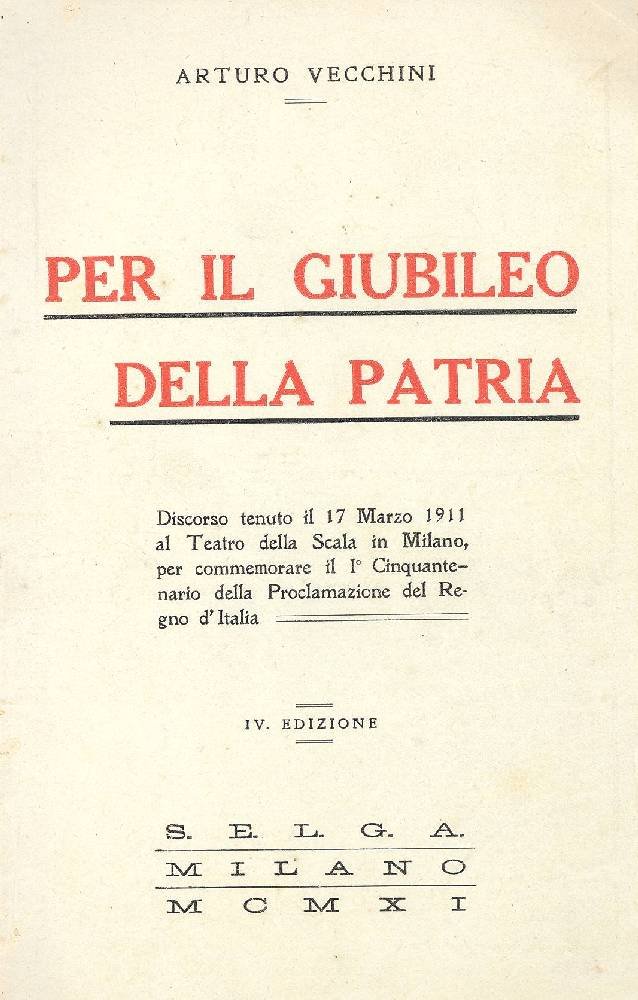 ARTURO VECCHINI
PER IL GIUBILEO
DELLA PATRIA
Discorso tenuto il 17 Marzo 1911
al Teatro della Scala in Milano,
per commemorare il I° Cinquante-
nario della Proclamazione del Re-
gno d'Italia
IV. EDIZIONE
S. E. L. G. A.
MILANO
MCMXI